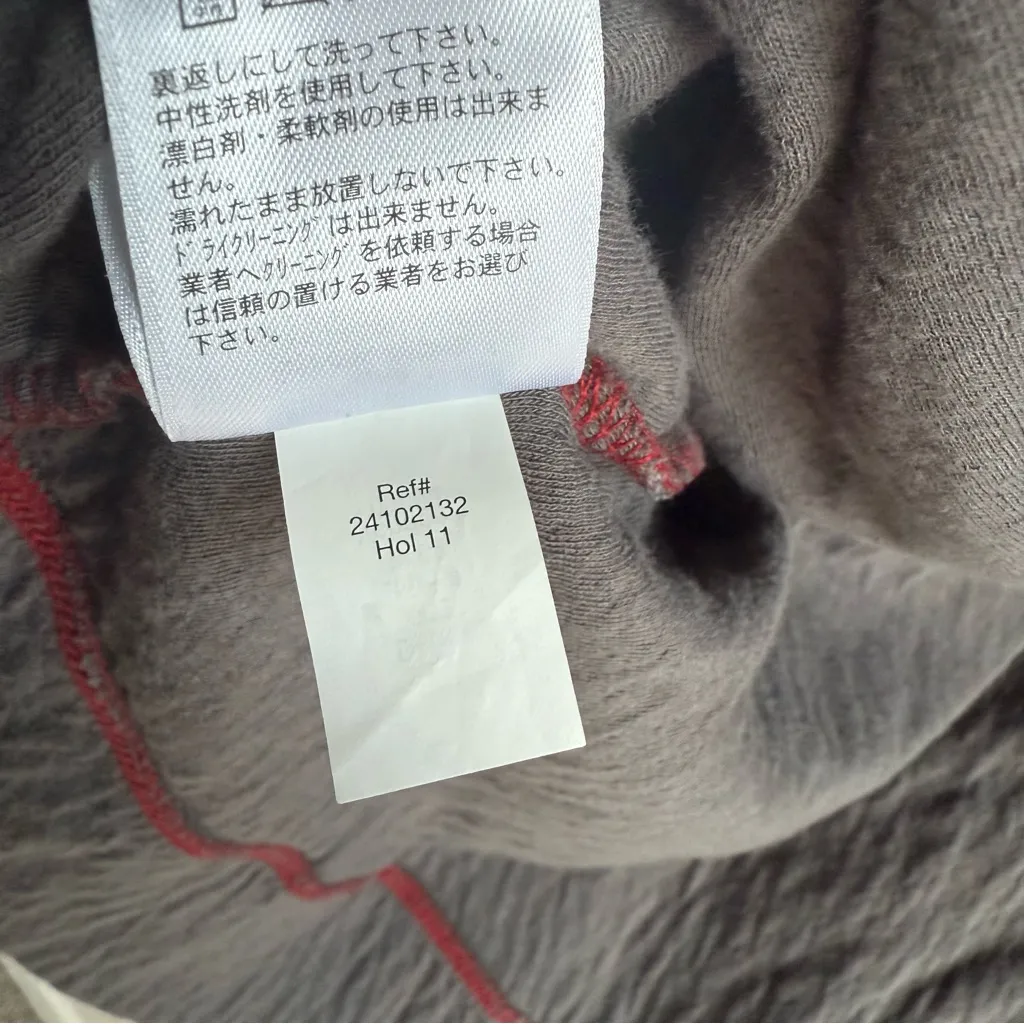 裏返しにして洗って下さい。
中性洗剤を使用して下さい。
漂白剤・柔軟剤の使用は出来ま
せん。
濡れたまま放置しないで下さい。
ﾄﾞﾗｲｸﾘｰﾆﾝｸﾞは出来ません。
業者へｸﾘｰﾆﾝｸﾞを依頼する場合
は信頼の置ける業者をお選び
下さい。
Ref#
24102132
Hol 11